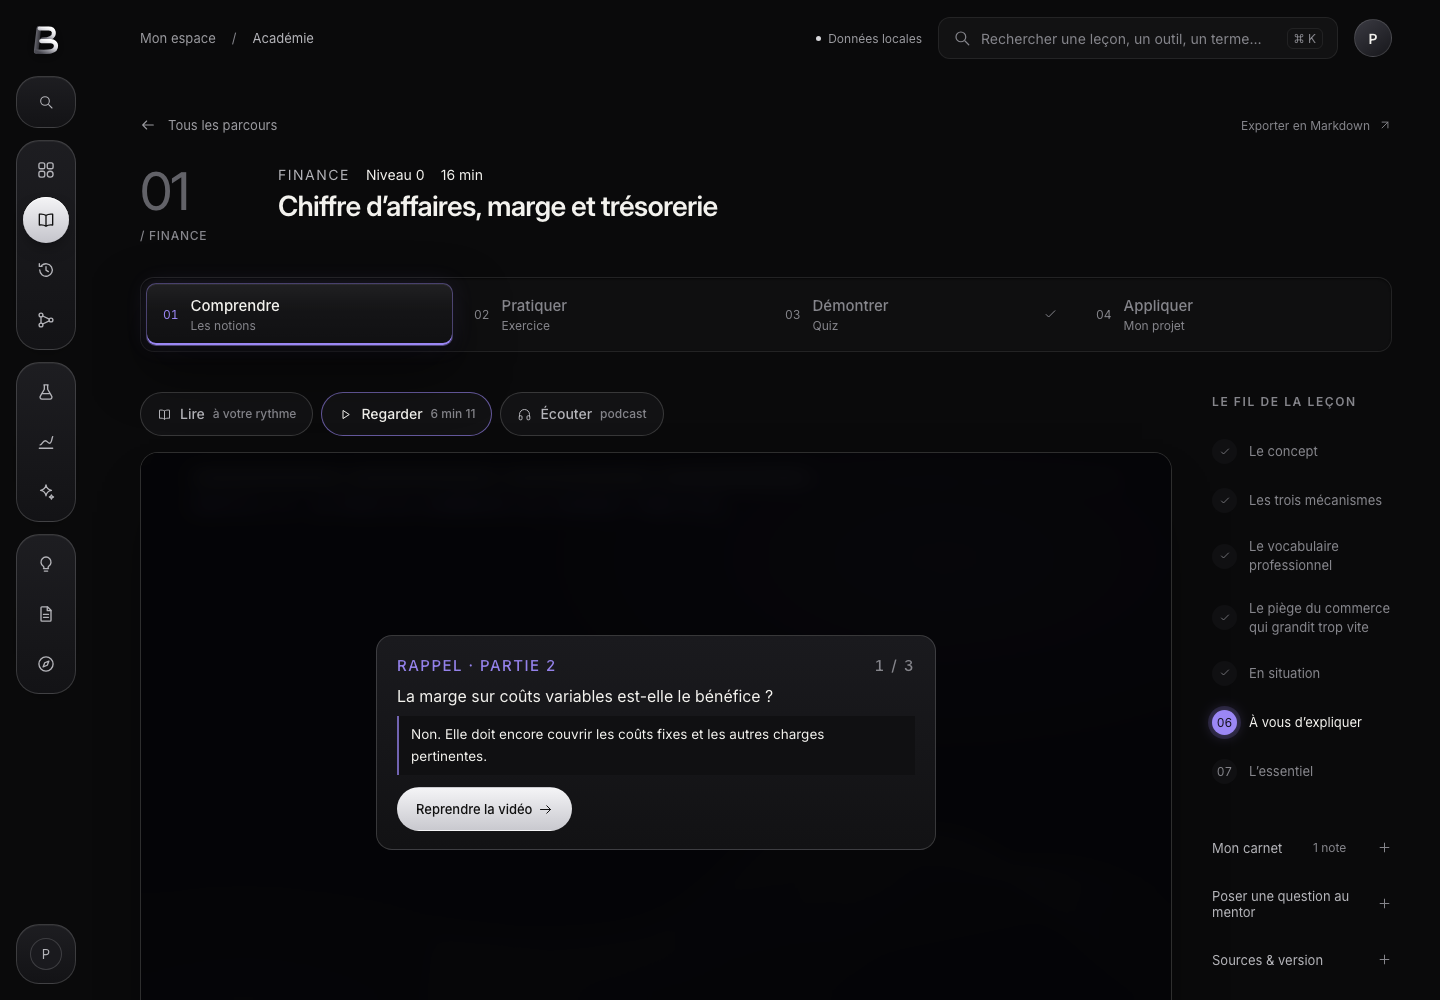 B
Mon espace / Académie
Données locales
Rechercher une leçon, un outil, un terme...
⌘ K
P
Tous les parcours
Exporter en Markdown
01
/ FINANCE
FINANCE Niveau 0 16 min
Chiffre d’affaires, marge et trésorerie
01 Comprendre
Les notions
02 Pratiquer
Exercice
03 Démontrer
Quiz
04 Appliquer
Mon projet
Lire à votre rythme
Regarder 6 min 11
Écouter podcast
RAPPEL · PARTIE 2 1 / 3
La marge sur coûts variables est-elle le bénéfice ?
Non. Elle doit encore couvrir les coûts fixes et les autres charges
pertinentes.
Reprendre la vidéo
LE FIL DE LA LEÇON
Le concept
Les trois mécanismes
Le vocabulaire
professionnel
Le piège du commerce
qui grandit trop vite
En situation
06 À vous d’expliquer
07 L’essentiel
Mon carnet 1 note
Poser une question au
mentor
Sources & version
P